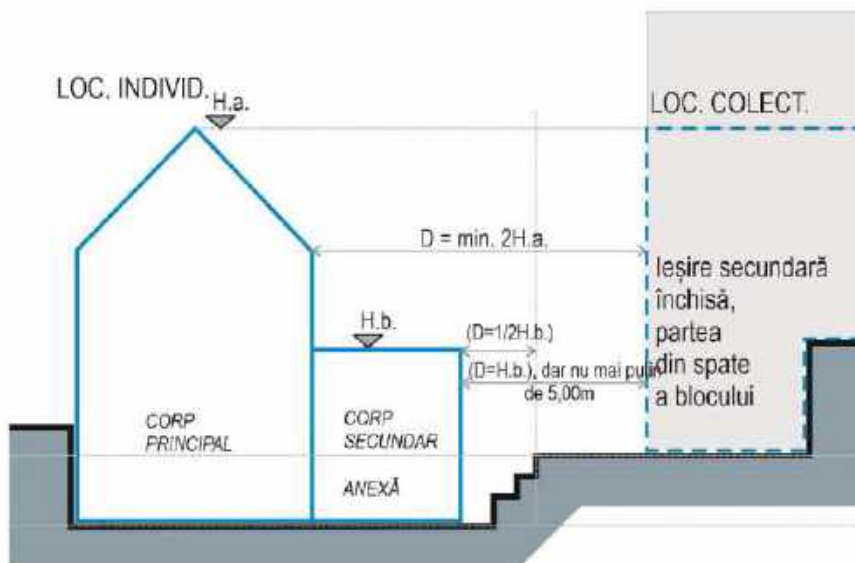 LOC. INDIVID.
H.a.
LOC. COLECT.
D = min. 2H.a.
Ieșire secundară
închisă,
partea
din spate
a blocului
H.b.
(D=1/2H.b.)
(D=H.b.), dar nu mai puțin
de 5,00m
CORP
PRINCIPAL
CORP
SECUNDAR
ANEXĂ